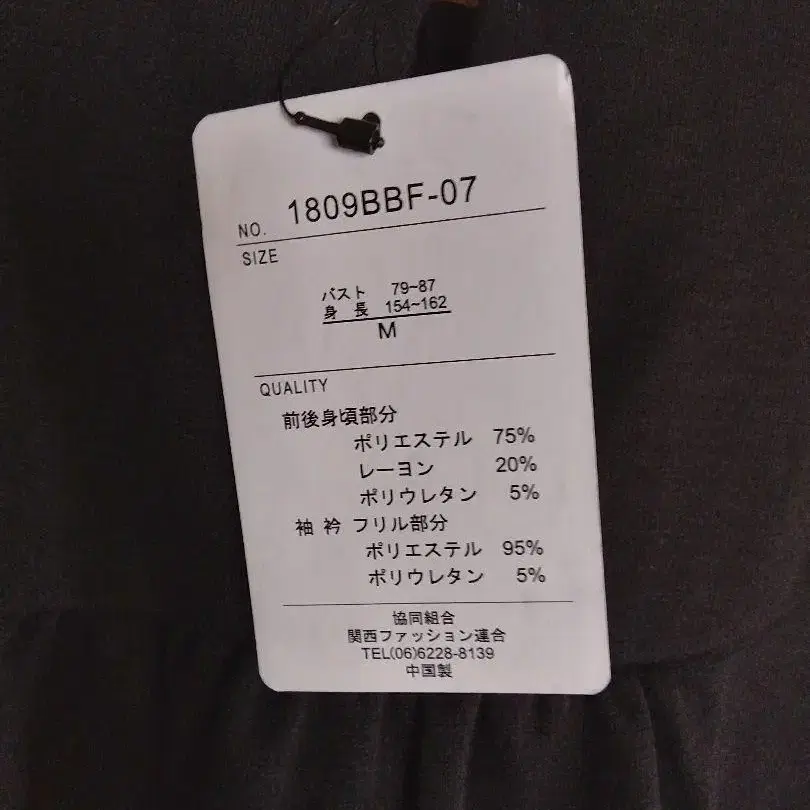 NO. 1809BBF-07
SIZE
バスト 79~87
身 長 154~162
M
QUALITY
前後身頃部分
ポリエステル 75%
レーヨン 20%
ポリウレタン 5%
袖 衿 フリル部分
ポリエステル 95%
ポリウレタン 5%
協同組合
関西ファッション連合
TEL(06)6228-8139
中国製